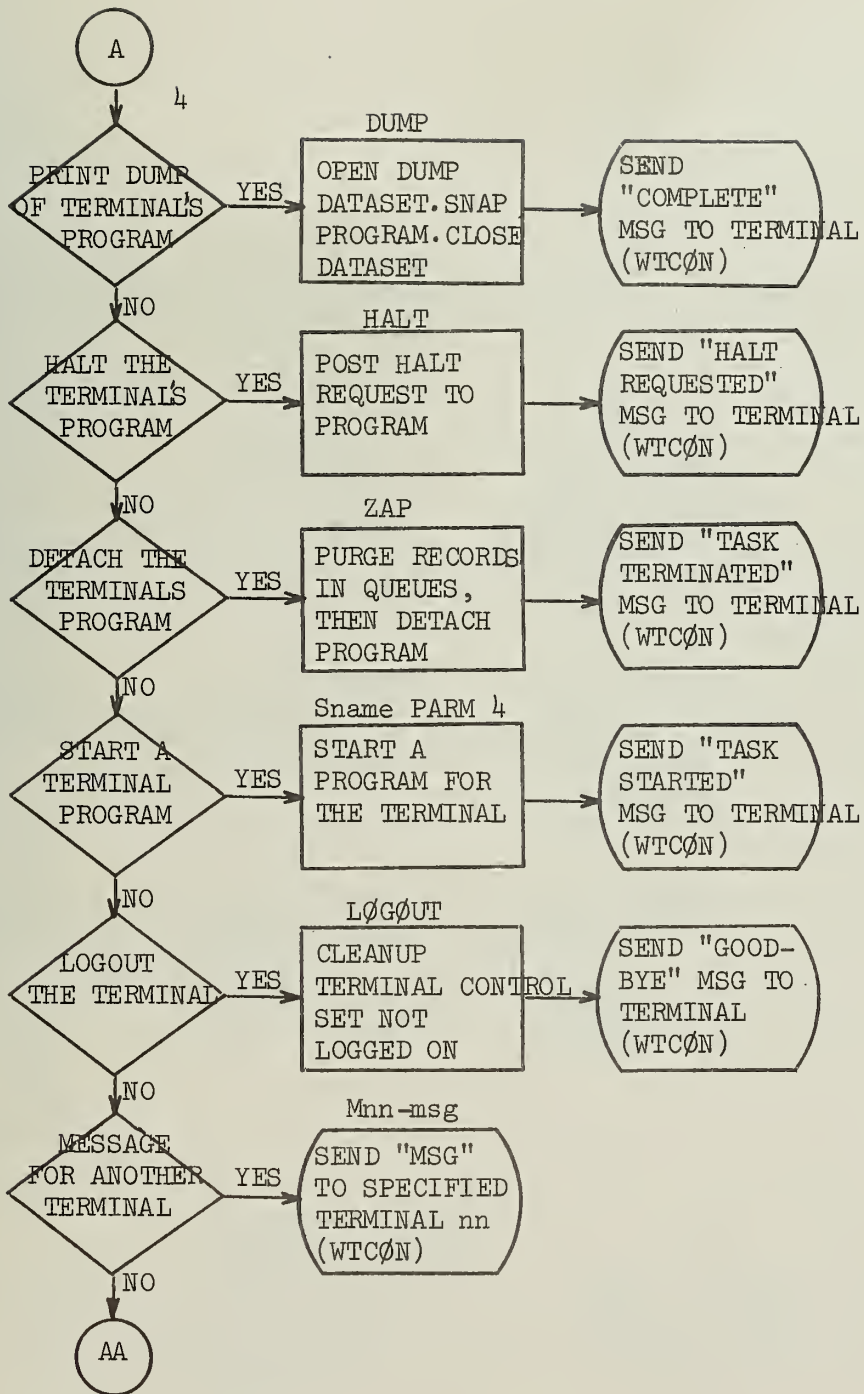 A
4
PRINT DUMP
OF TERMINAL'S
PROGRAM
YES
DUMP
OPEN DUMP
DATASET.SNAP
PROGRAM.CLOSE
DATASET
SEND
"COMPLETE"
MSG TO TERMINAL
(WTCØN)
NO
HALT THE
TERMINAL'S
PROGRAM
YES
HALT
POST HALT
REQUEST TO
PROGRAM
SEND "HALT
REQUESTED"
MSG TO TERMINAL
(WTCØN)
NO
DETACH THE
TERMINALS
PROGRAM
YES
ZAP
PURGE RECORDS
IN QUEUES,
THEN DETACH
PROGRAM
SEND "TASK
TERMINATED"
MSG TO TERMINAL
(WTCØN)
NO
START A
TERMINAL
PROGRAM
YES
Sname PARM 4
START A
PROGRAM FOR
THE TERMINAL
SEND "TASK
STARTED"
MSG TO TERMINAL
(WTCØN)
NO
LOGOUT
THE TERMINAL
YES
LØGØUT
CLEANUP
TERMINAL CONTROL
SET NOT
LOGGED ON
SEND "GOOD-
BYE" MSG TO
TERMINAL
(WTCØN)
NO
MESSAGE
FOR ANOTHER
TERMINAL
YES
Mnn-msg
SEND "MSG"
TO SPECIFIED
TERMINAL nn
(WTCØN)
NO
AA